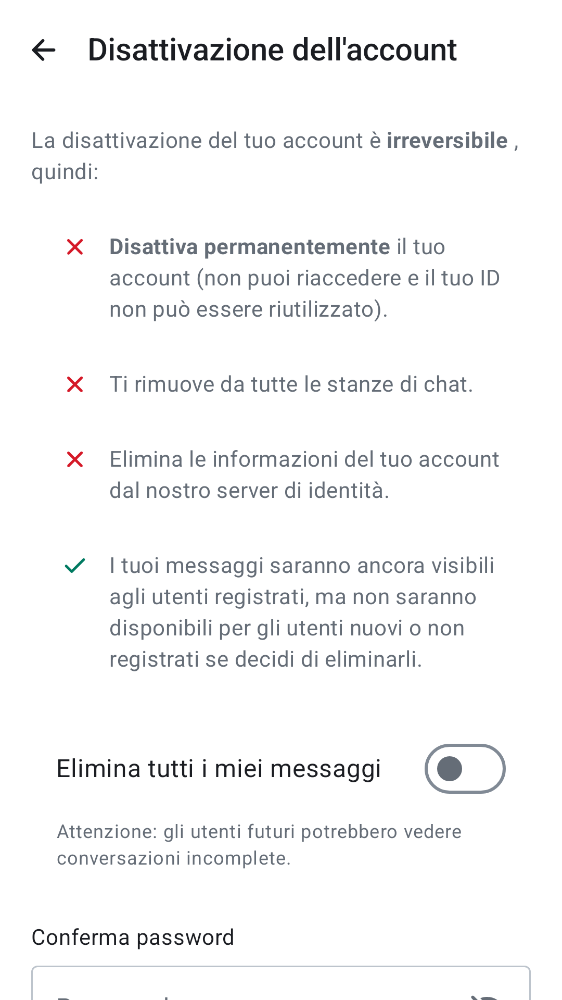 Disattivazione dell'account
La disattivazione del tuo account è irreversibile ,
quindi:
Disattiva permanentemente il tuo
account (non puoi riaccedere e il tuo ID
non può essere riutilizzato).
Ti rimuove da tutte le stanze di chat.
Elimina le informazioni del tuo account
dal nostro server di identità.
I tuoi messaggi saranno ancora visibili
agli utenti registrati, ma non saranno
disponibili per gli utenti nuovi o non
registrati se decidi di eliminarli.
Elimina tutti i miei messaggi
Attenzione: gli utenti futuri potrebbero vedere
conversazioni incomplete.
Conferma password